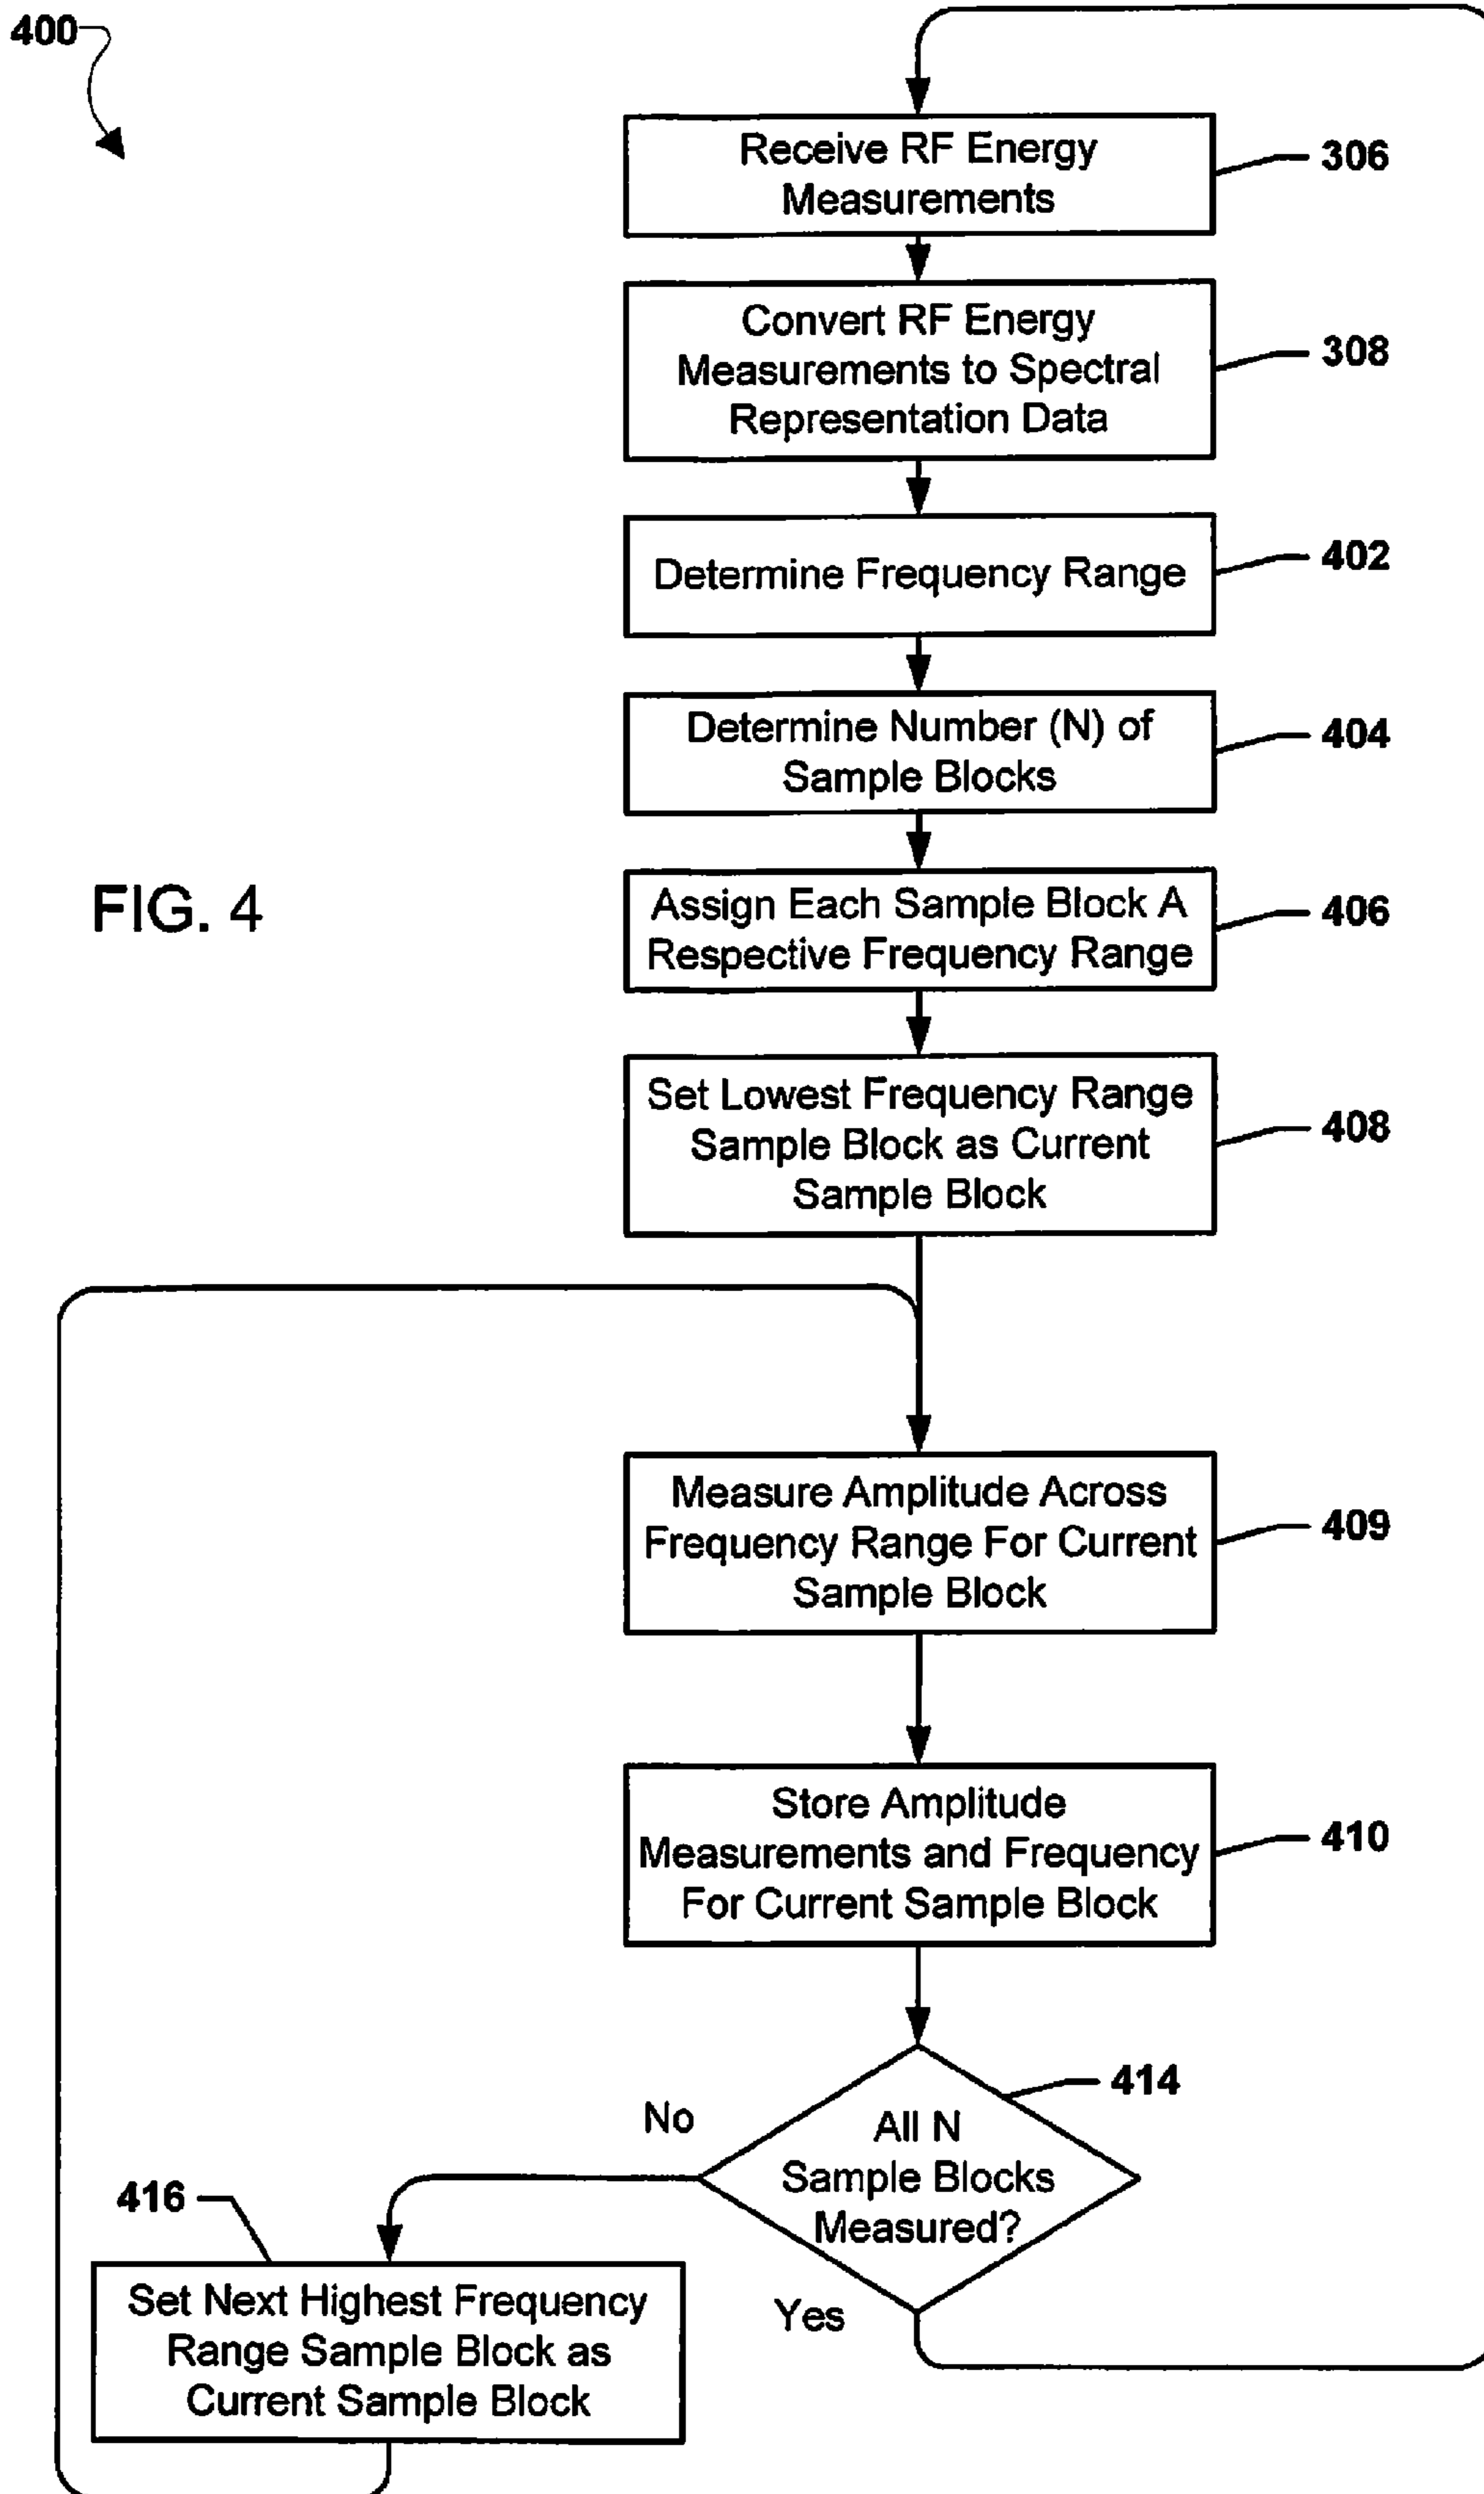 400
Receive RF Energy
Measurements
306
Convert RF Energy
Measurements to Spectral
Representation Data
308
Determine Frequency Range
402
Determine Number (N) of
Sample Blocks
404
FIG. 4
Assign Each Sample Block A
Respective Frequency Range
406
Set Lowest Frequency Range
Sample Block as Current
Sample Block
408
Measure Amplitude Across
Frequency Range For Current
Sample Block
409
Store Amplitude
Measurements and Frequency
For Current Sample Block
410
414
No
All N
Sample Blocks
Measured?
416
Set Next Highest Frequency
Range Sample Block as
Current Sample Block
Yes